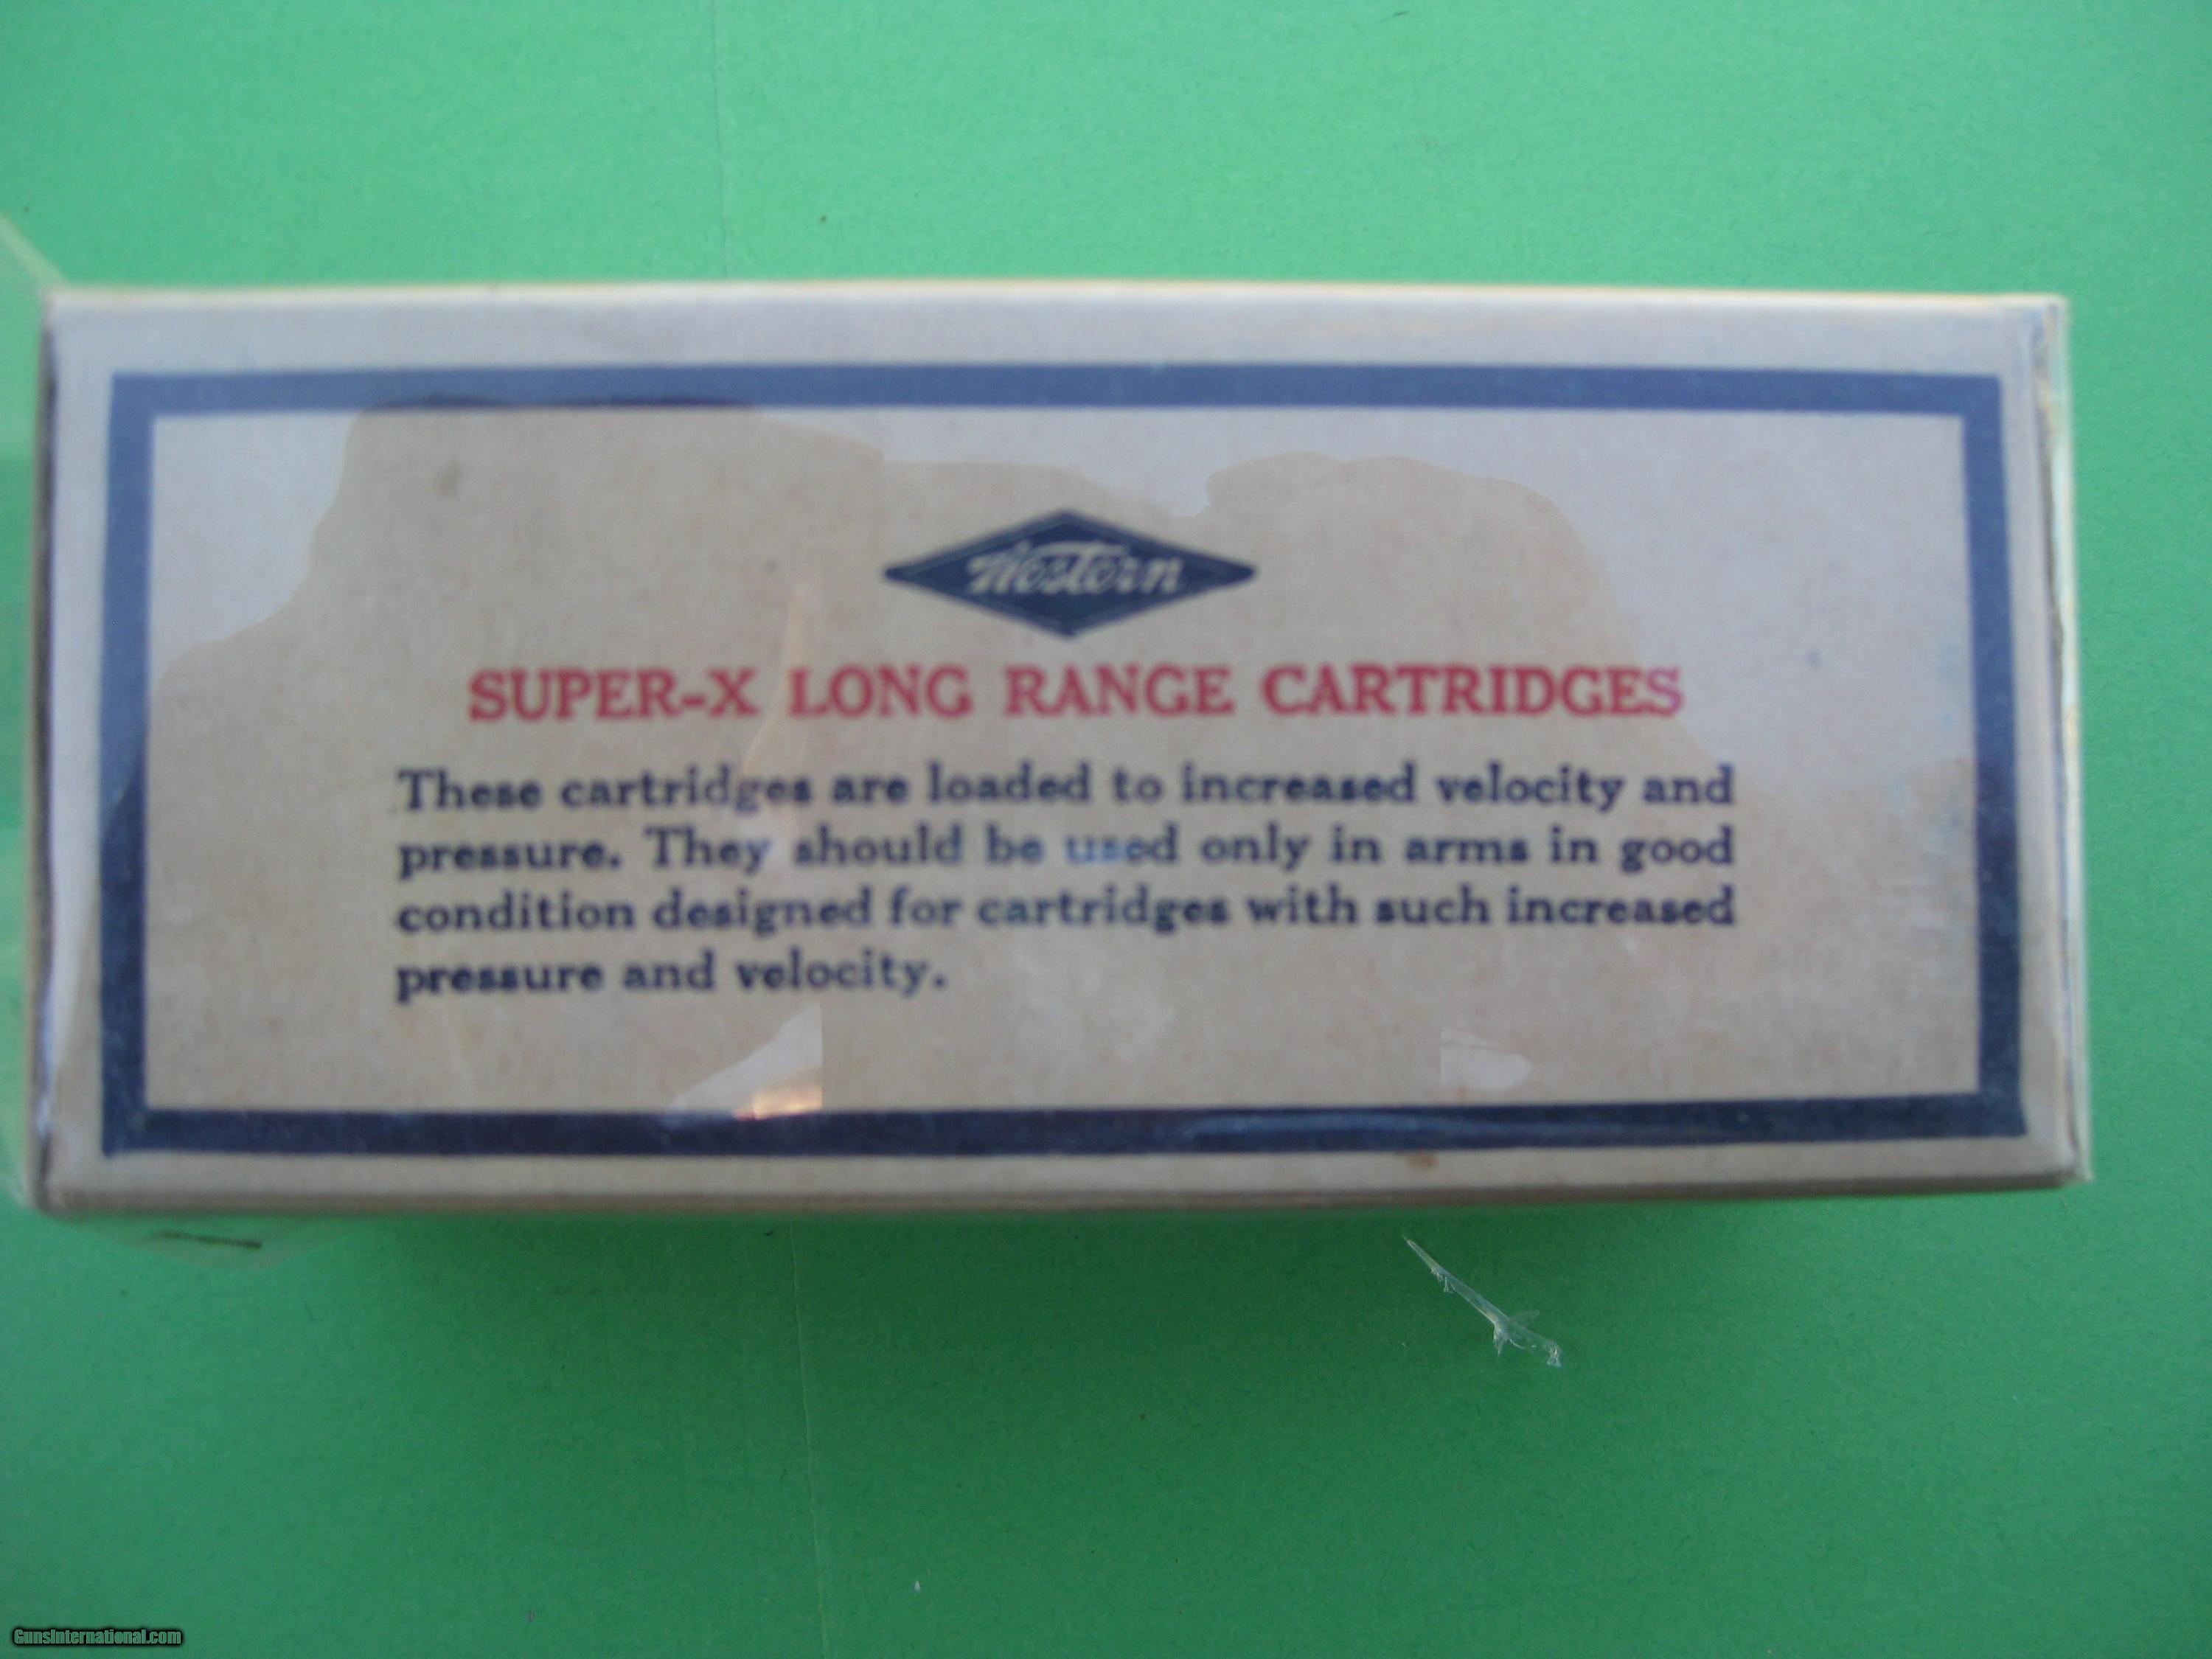 Western
SUPER-X LONG RANGE CARTRIDGES
These cartridges are loaded to increased velocity and
pressure. They should be used only in arms in good
condition designed for cartridges with such increased
pressure and velocity.
GunsInternational.com